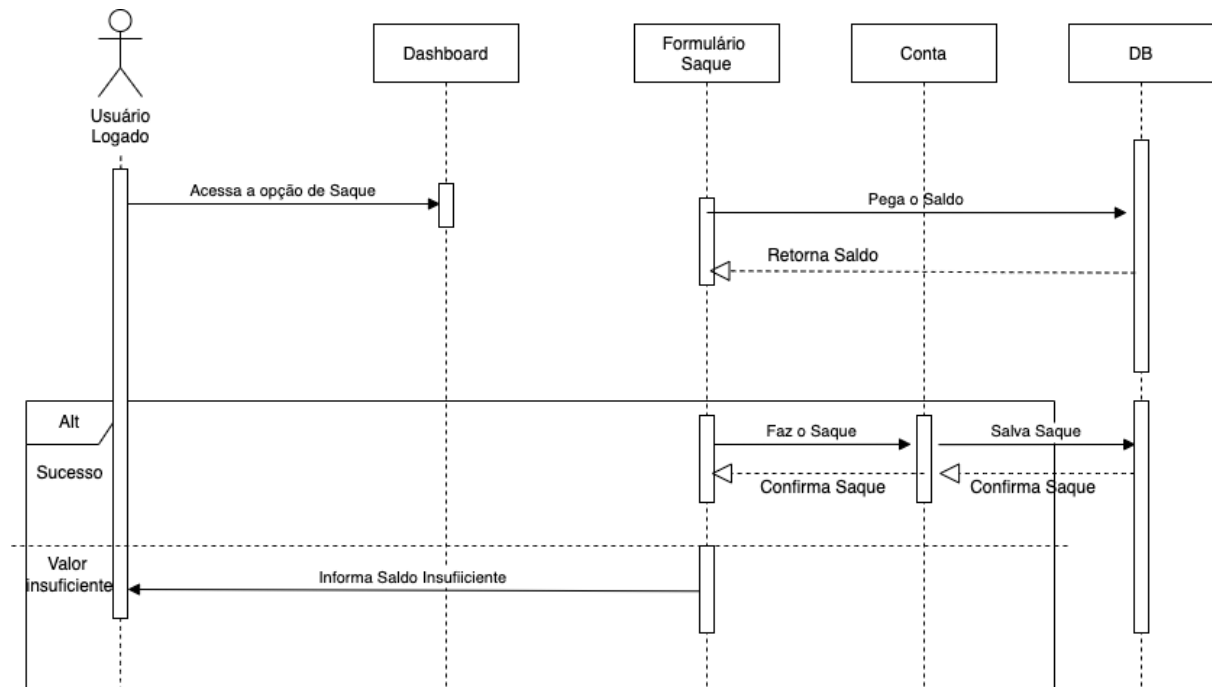 Usuário
Logado
Dashboard
Formulário
Saque
Conta
DB
Acessa a opção de Saque
Pega o Saldo
Retorna Saldo
Alt
Sucesso
Faz o Saque
Salva Saque
Confirma Saque
Confirma Saque
Valor
insuficiente
Informa Saldo Insufiiciente